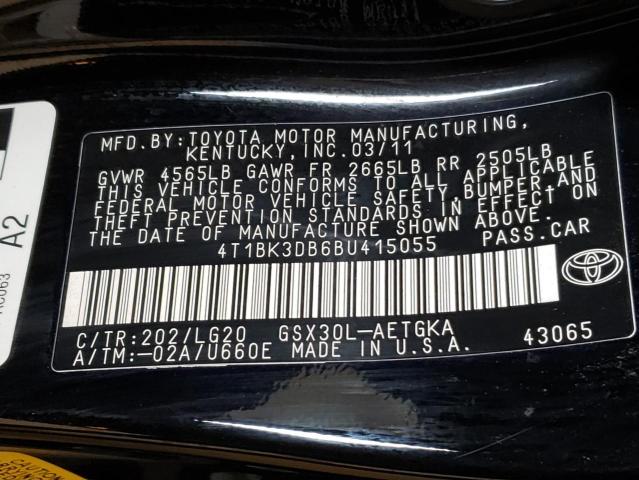 MFD. BY: TOYOTA MOTOR MANUFACTURING,
KENTUCKY, INC. 03/11
GVWR 4565LB GAWR FR 2665LB RR 2505LB
THIS VEHICLE CONFORMS TO ALL APPLICABLE
FEDERAL MOTOR VEHICLE SAFETY, BUMPER, AND
THEFT PREVENTION STANDARDS IN EFFECT ON
THE DATE OF MANUFACTURE SHOWN ABOVE.
4T1BK3DB6BU415055 PASS.CAR
C/TR:202/LG20 GSX30L-AETGKA
A/TM:-02A/U660E MADE IN U.S.A. 43065
A2
CAUTION